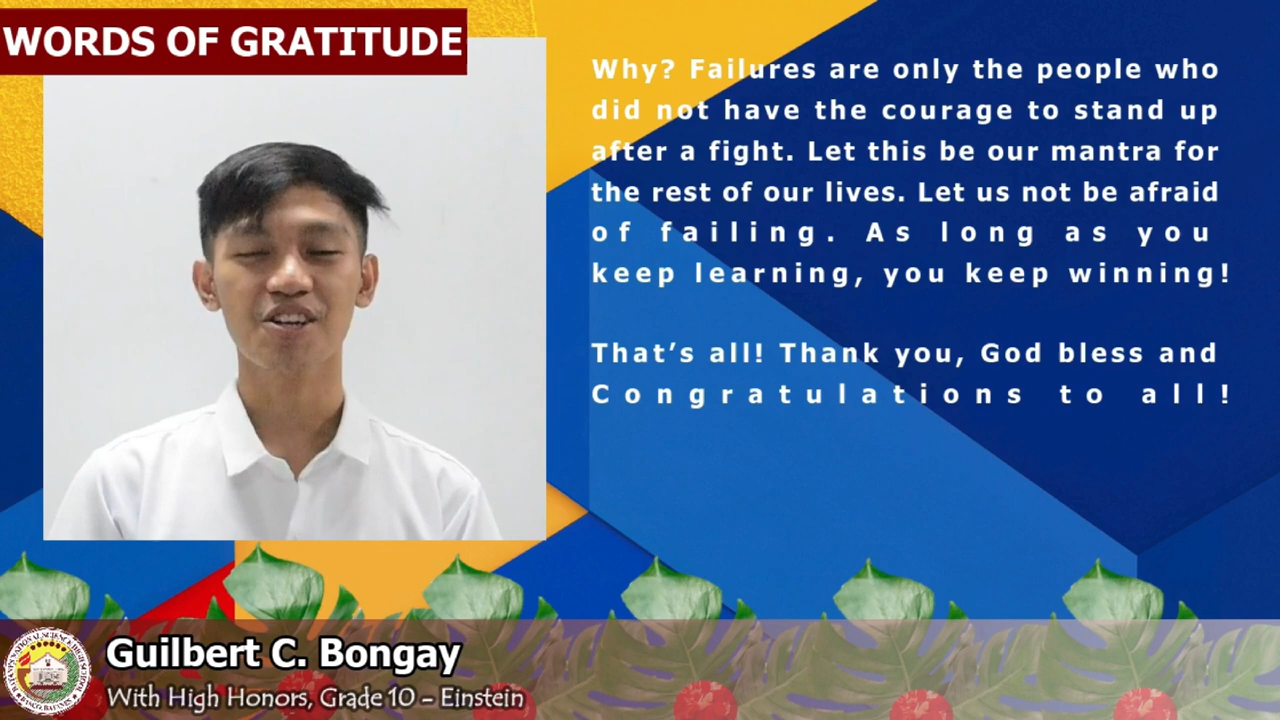 WORDS OF GRATITUDE
Why? Failures are only the people who
did not have the courage to stand up
after a fight. Let this be our mantra for
the rest of our lives. Let us not be afraid
of failing. As long as you
keep learning, you keep winning!
That’s all! Thank you, God bless and
Congratulations to all!
Guilbert C. Bongay
With High Honors, Grade 10 – Einstein